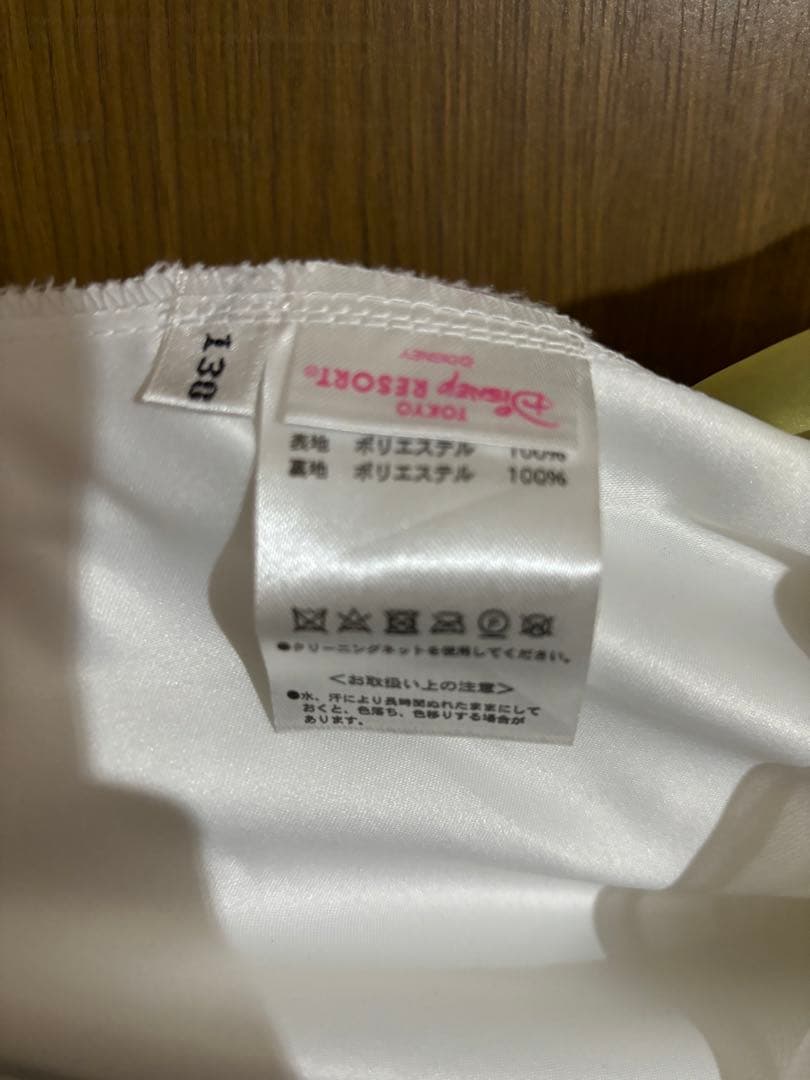 130
TOKYO
Disney RESORT®
©DISNEY
表地 ポリエステル 100%
裏地 ポリエステル 100%
●クリーニングネットを使用してください。
＜お取扱い上の注意＞
●水、汗により長時間ぬれたままにして
おくと、色落ち、色移りする場合が
あります。